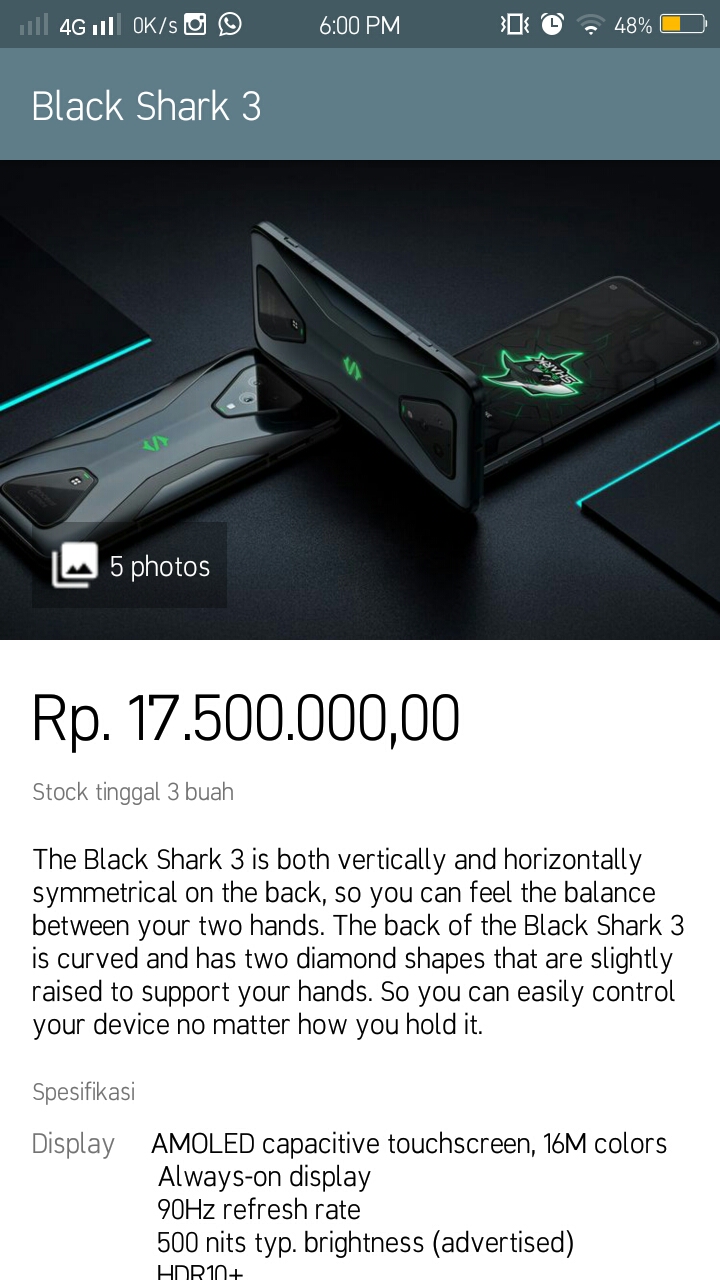 4G 0K/s 6:00 PM 48%
Black Shark 3
SHARK
5 photos
Rp. 17.500.000,00
Stock tinggal 3 buah
The Black Shark 3 is both vertically and horizontally
symmetrical on the back, so you can feel the balance
between your two hands. The back of the Black Shark 3
is curved and has two diamond shapes that are slightly
raised to support your hands. So you can easily control
your device no matter how you hold it.
Spesifikasi
Display AMOLED capacitive touchscreen, 16M colors
Always-on display
90Hz refresh rate
500 nits typ. brightness (advertised)
HDR10+